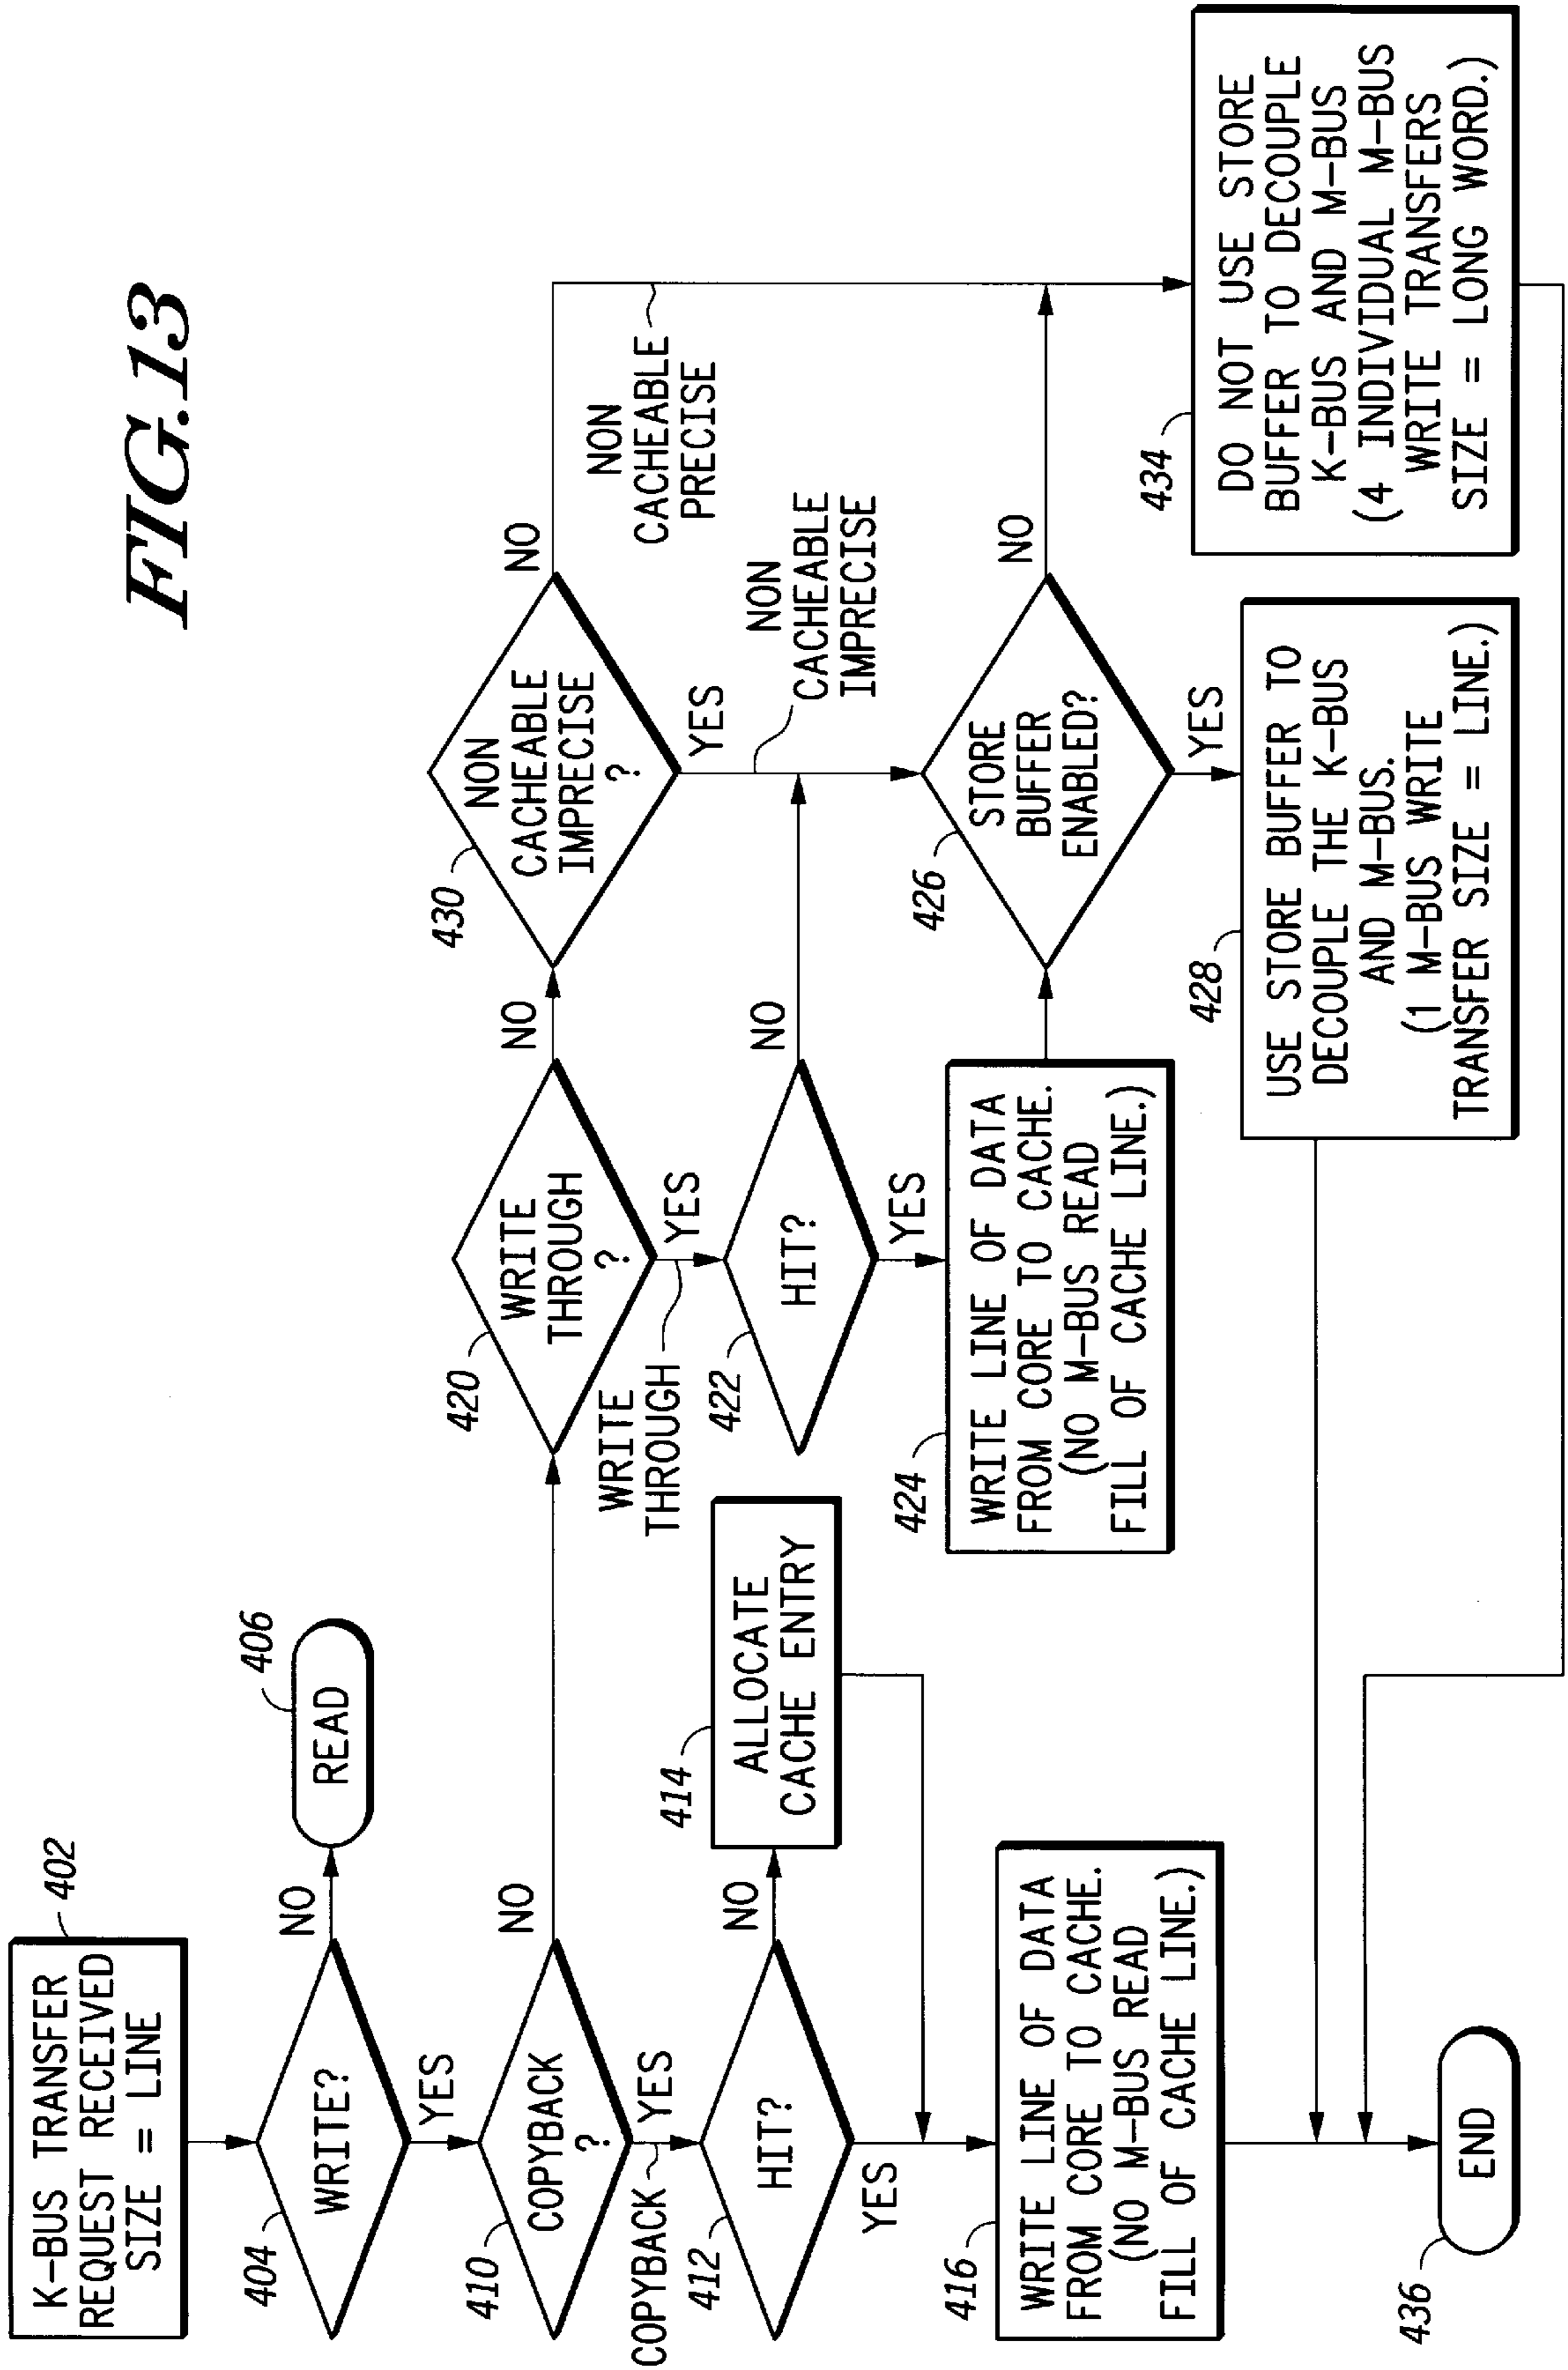 FIG.13
K-BUS TRANSFER
REQUEST RECEIVED
SIZE = LINE
402
404
WRITE?
NO
406
READ
YES
410
COPYBACK
?
NO
COPYBACK
YES
412
HIT?
NO
414
ALLOCATE
CACHE ENTRY
YES
416
WRITE LINE OF DATA
FROM CORE TO CACHE.
(NO M-BUS READ
FILL OF CACHE LINE.)
420
WRITE
THROUGH
?
NO
WRITE
THROUGH
YES
422
HIT?
NO
YES
424
WRITE LINE OF DATA
FROM CORE TO CACHE.
(NO M-BUS READ
FILL OF CACHE LINE.)
430
NON
CACHEABLE
IMPRECISE
?
NO
NON
CACHEABLE
PRECISE
YES
NON
CACHEABLE
IMPRECISE
426
STORE
BUFFER
ENABLED?
NO
YES
428
USE STORE BUFFER TO
DECOUPLE THE K-BUS
AND M-BUS.
(1 M-BUS WRITE
TRANSFER SIZE = LINE.)
434
DO NOT USE STORE
BUFFER TO DECOUPLE
K-BUS AND M-BUS
(4 INDIVIDUAL M-BUS
WRITE TRANSFERS
SIZE = LONG WORD.)
436
END